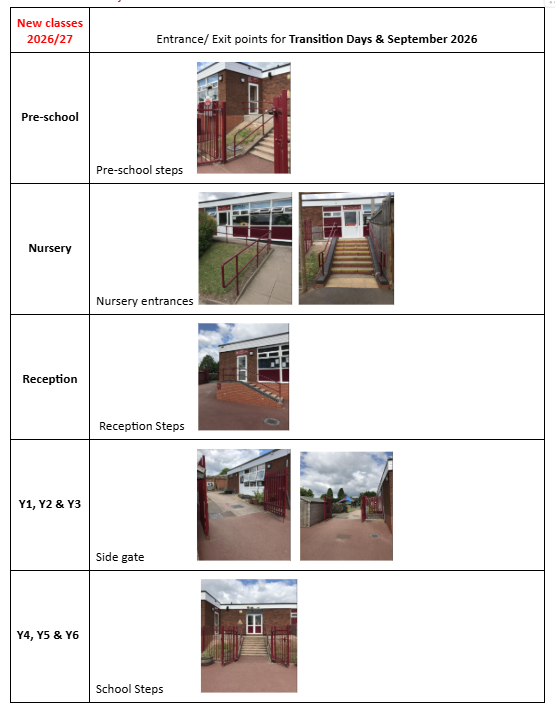 New classes
2026/27
Entrance/ Exit points for Transition Days & September 2026
Pre-school
Pre-school steps
Nursery
Nursery entrances
Reception
Reception Steps
Y1, Y2 & Y3
Side gate
Y4, Y5 & Y6
School Steps